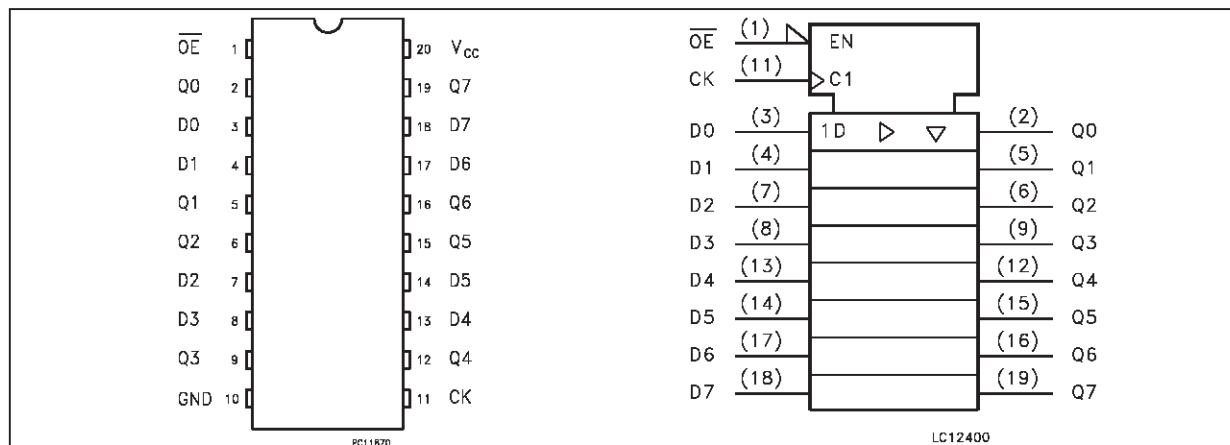 OE 1 20 VCC
Q0 2 19 Q7
D0 3 18 D7
D1 4 17 D6
Q1 5 16 Q6
Q2 6 15 Q5
D2 7 14 D5
D3 8 13 D4
Q3 9 12 Q4
GND 10 11 CK
PC11670
OE (1) EN
CK (11) C1
D0 (3) 1D (2) Q0
D1 (4) (5) Q1
D2 (7) (6) Q2
D3 (8) (9) Q3
D4 (13) (12) Q4
D5 (14) (15) Q5
D6 (17) (16) Q6
D7 (18) (19) Q7
LC12400